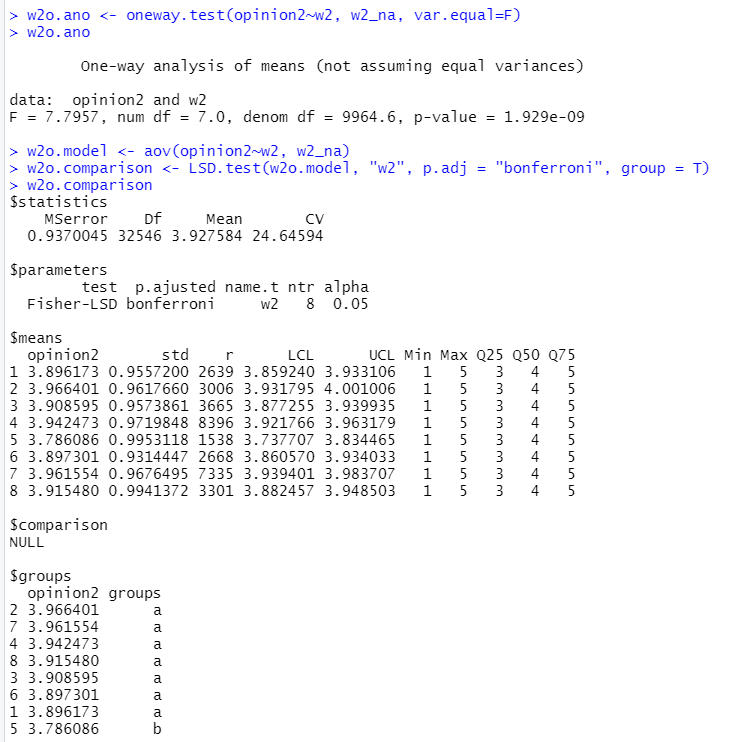 > w2o.ano <- oneway.test(opinion2~w2, w2_na, var.equal=F)
> w2o.ano
One-way analysis of means (not assuming equal variances)
data:  opinion2 and w2
F = 7.7957, num df = 7.0, denom df = 9964.6, p-value = 1.929e-09
> w2o.model <- aov(opinion2~w2, w2_na)
> w2o.comparison <- LSD.test(w2o.model, "w2", p.adj = "bonferroni", group = T)
> w2o.comparison
$statistics
    MSerror    Df     Mean       CV
  0.9370045 32546 3.927584 24.64594
$parameters
        test  p.ajusted name.t ntr alpha
  Fisher-LSD bonferroni     w2   8  0.05
$means
  opinion2       std    r      LCL      UCL Min Max Q25 Q50 Q75
1 3.896173 0.9557200 2639 3.859240 3.933106   1   5   3   4   5
2 3.966401 0.9617660 3006 3.931795 4.001006   1   5   3   4   5
3 3.908595 0.9573861 3665 3.877255 3.939935   1   5   3   4   5
4 3.942473 0.9719848 8396 3.921766 3.963179   1   5   3   4   5
5 3.786086 0.9953118 1538 3.737707 3.834465   1   5   3   4   5
6 3.897301 0.9314447 2668 3.860570 3.934033   1   5   3   4   5
7 3.961554 0.9676495 7335 3.939401 3.983707   1   5   3   4   5
8 3.915480 0.9941372 3301 3.882457 3.948503   1   5   3   4   5
$comparison
NULL
$groups
  opinion2 groups
2 3.966401      a
7 3.961554      a
4 3.942473      a
8 3.915480      a
3 3.908595      a
6 3.897301      a
1 3.896173      a
5 3.786086      b